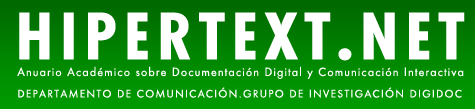 HIPERTEXT.NET
Anuario Académico sobre Documentación Digital y Comunicación Interactiva
DEPARTAMENTO DE COMUNICACIÓN.GRUPO DE INVESTIGACIÓN DIGIDOC